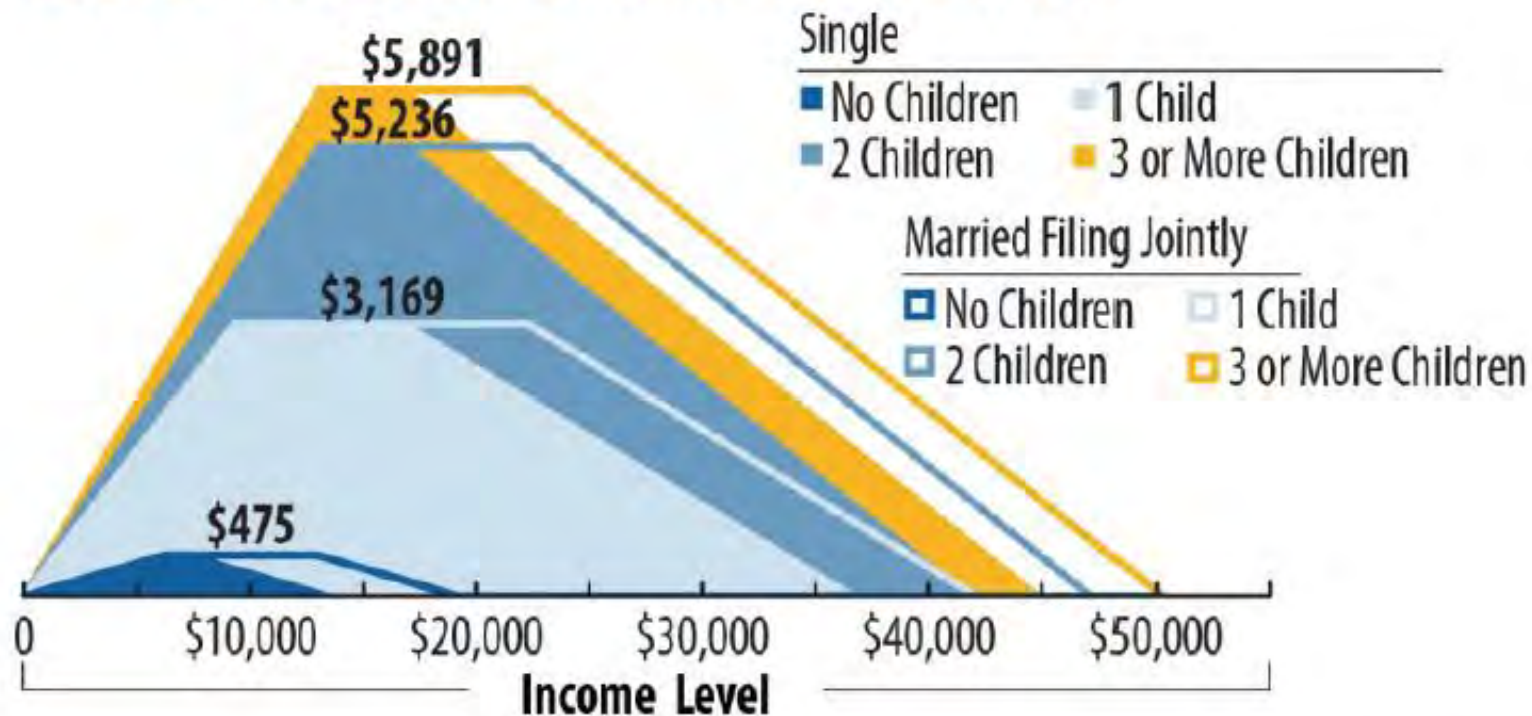 $5,891
$5,236
$3,169
$475
Single
No Children 1 Child
2 Children 3 or More Children
Married Filing Jointly
No Children 1 Child
2 Children 3 or More Children
0 $10,000 $20,000 $30,000 $40,000 $50,000
Income Level